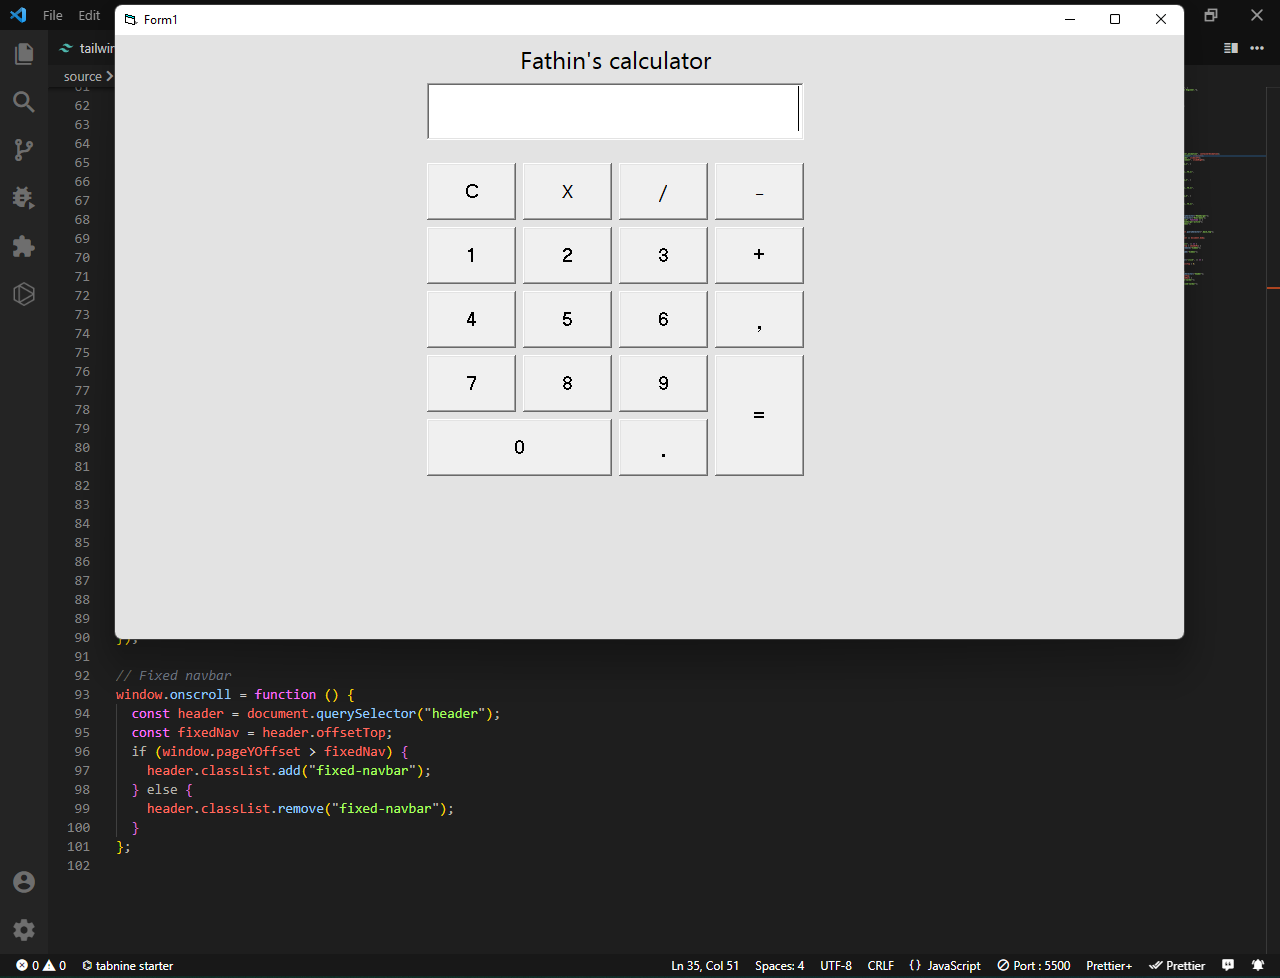 File Edit
Form1
tailwin
source
Fathin's calculator
C X / -
1 2 3 +
4 5 6 ,
7 8 9 =
0 .
61
62
63
64
65
66
67
68
69
70
71
72
73
74
75
76
77
78
79
80
81
82
83
84
85
86
87
88
89
90 });
91
92 // Fixed navbar
93 window.onscroll = function () {
94 const header = document.querySelector("header");
95 const fixedNav = header.offsetTop;
96 if (window.pageYOffset > fixedNav) {
97 header.classList.add("fixed-navbar");
98 } else {
99 header.classList.remove("fixed-navbar");
100 }
101 };
102
0 0 tabnine starter Ln 35, Col 51 Spaces: 4 UTF-8 CRLF {} JavaScript Port : 5500 Prettier+ Prettier